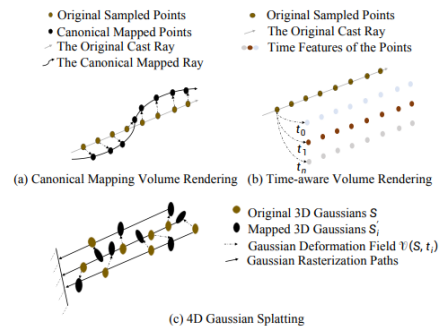 Original Sampled Points
Canonical Mapped Points
The Original Cast Ray
The Canonical Mapped Ray
(a) Canonical Mapping Volume Rendering
Original Sampled Points
The Original Cast Ray
Time Features of the Points
t0
t1
tn
(b) Time-aware Volume Rendering
Original 3D Gaussians S
Mapped 3D Gaussians S'i
Gaussian Deformation Field 𝒱(S, ti)
Gaussian Rasterization Paths
(c) 4D Gaussian Splatting